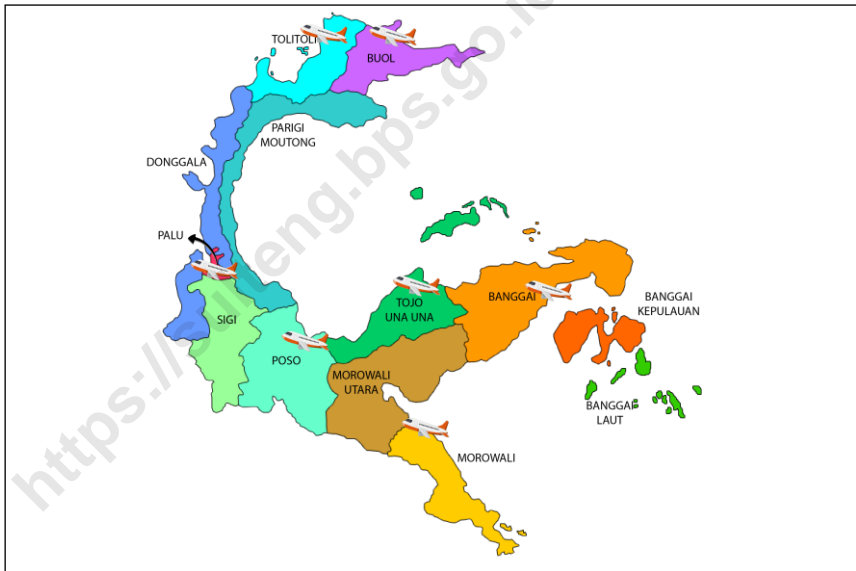 TOLITOLI
BUOL
PARIGI
MOUTONG
DONGGALA
PALU
SIGI
POSO
TOJO
UNA UNA
BANGGAI
BANGGAI
KEPULAUAN
MOROWALI
UTARA
BANGGAI
LAUT
MOROWALI
https://sulteng.bps.go.id